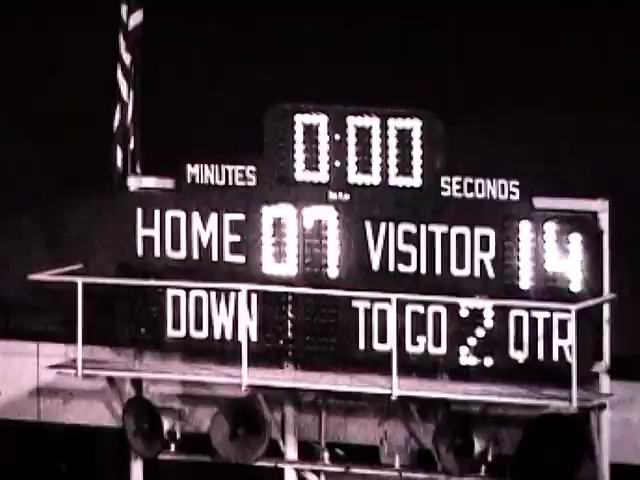 0:00
MINUTES SECONDS
HOME 07 VISITOR 14
DOWN TO GO 2 QTR